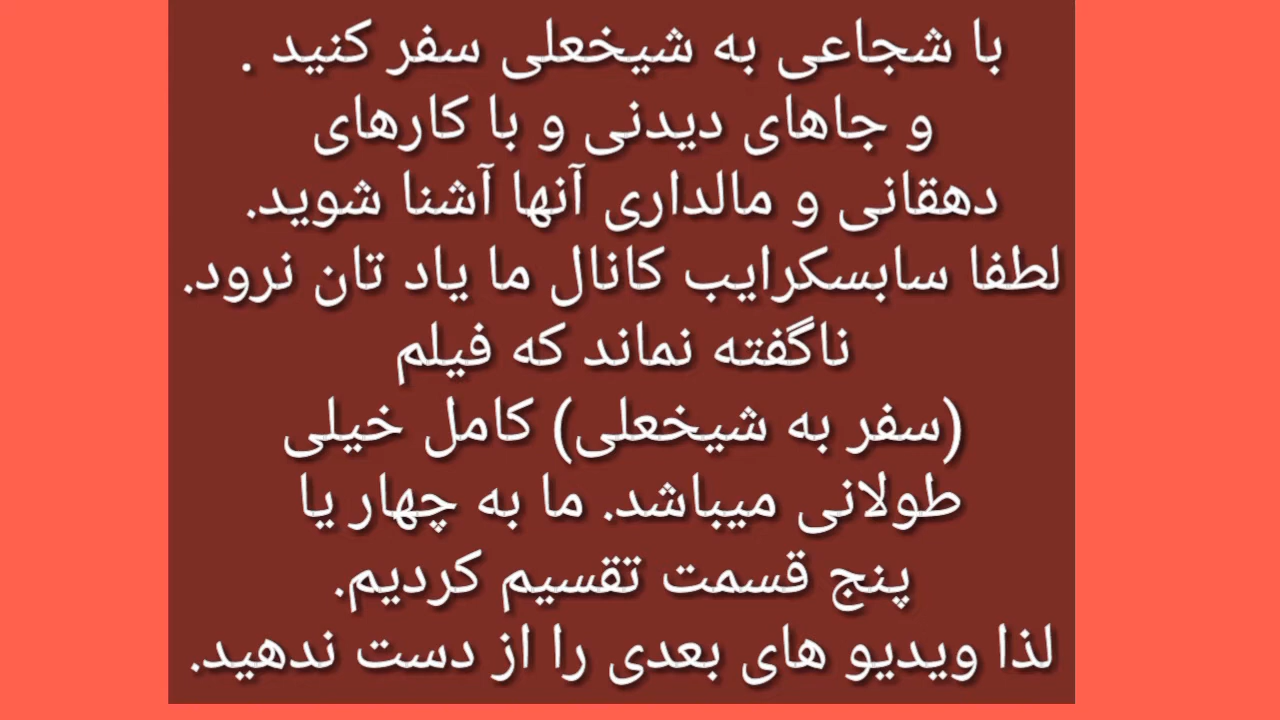 با شجاعی به شیخعلی سفر کنید .
و جاهای دیدنی و با کارهای
دهقانی و مالداری آنها آشنا شوید.
لطفا سابسکرایب کانال ما یاد تان نرود.
ناگفته نماند که فیلم
(سفر به شیخعلی) کامل خیلی
طولانی میباشد. ما به چهار یا
پنج قسمت تقسیم کردیم.
لذا ویدیو های بعدی را از دست ندهید.